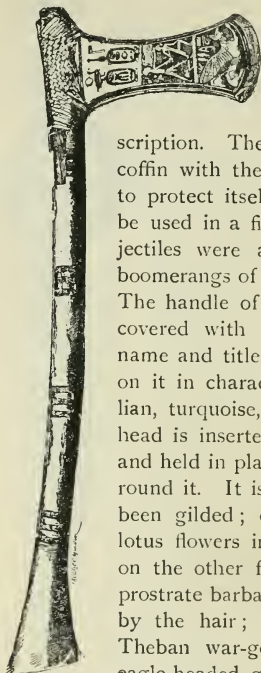 scription. The
coffin with the
to protect itsel
be used in a fi
jectiles were a
boomerangs of
The handle of
covered with
name and title
on it in charac
lian, turquoise,
head is inserte
and held in pla
round it. It is
been gilded; 
lotus flowers in
on the other f
prostrate barba
by the hair;
Theban war-g
eagle-headed